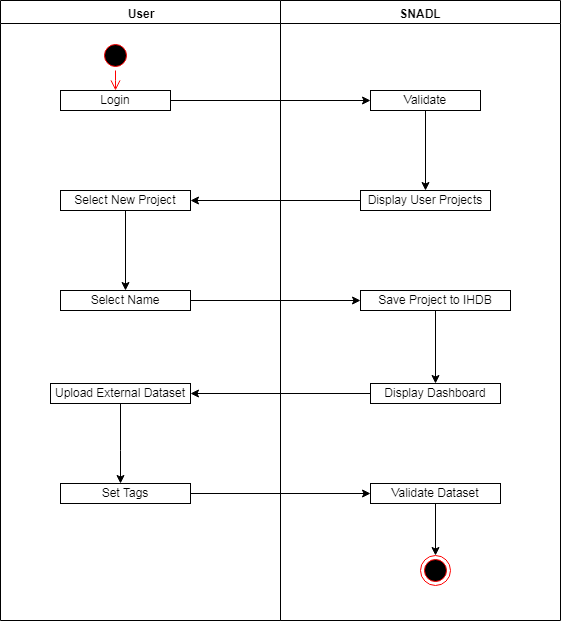 User
SNADL
Login
Validate
Select New Project
Display User Projects
Select Name
Save Project to IHDB
Upload External Dataset
Display Dashboard
Set Tags
Validate Dataset